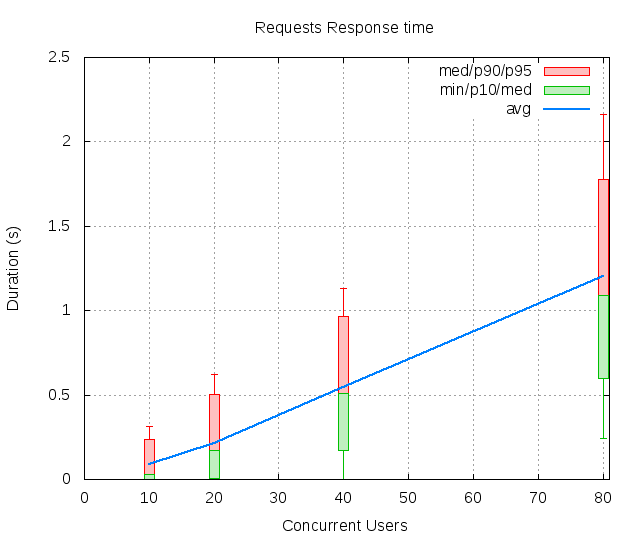 Requests Response time
med/p90/p95
min/p10/med
avg
2.5
2
1.5
1
0.5
0
Duration (s)
0 10 20 30 40 50 60 70 80
Concurrent Users